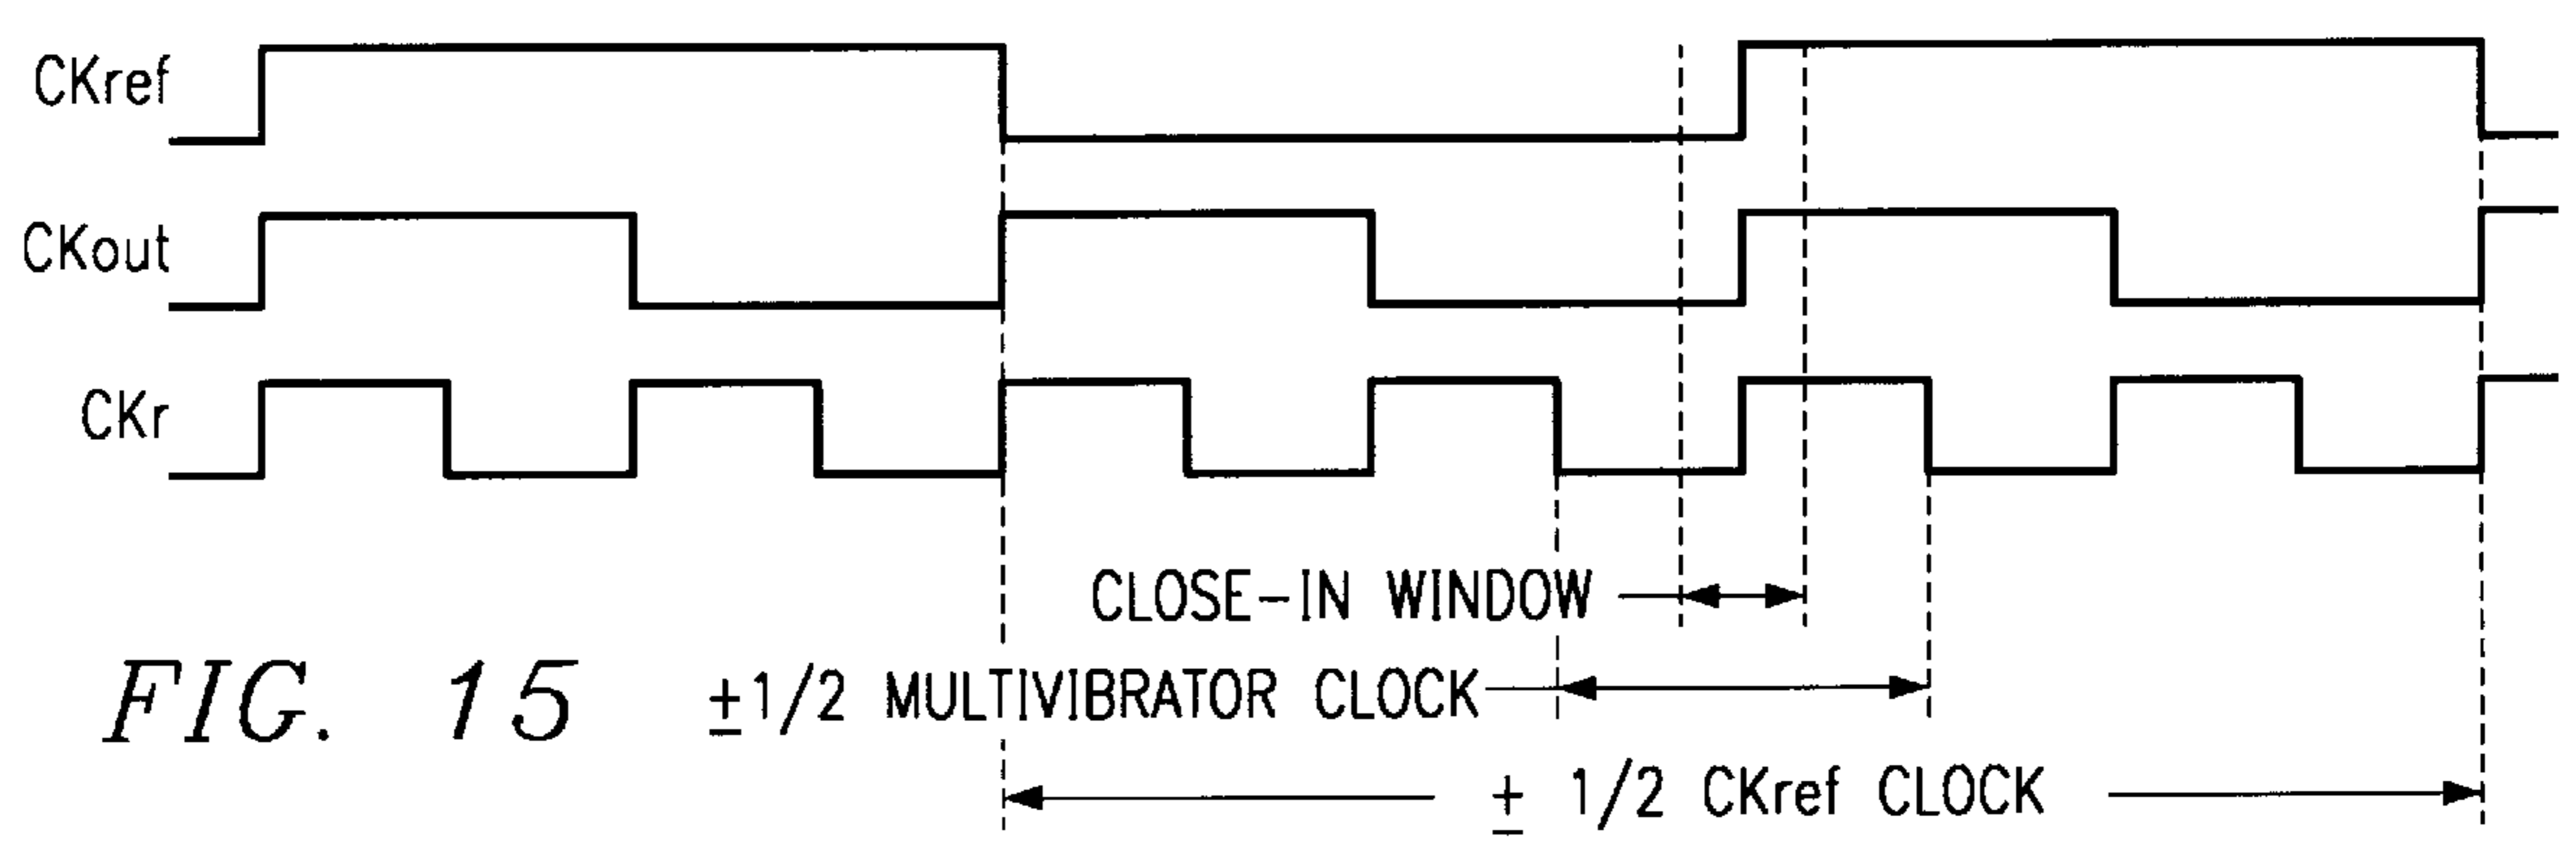 CKref
CKout
CKr
CLOSE-IN WINDOW
FIG. 15
±1/2 MULTIVIBRATOR CLOCK
± 1/2 CKref CLOCK